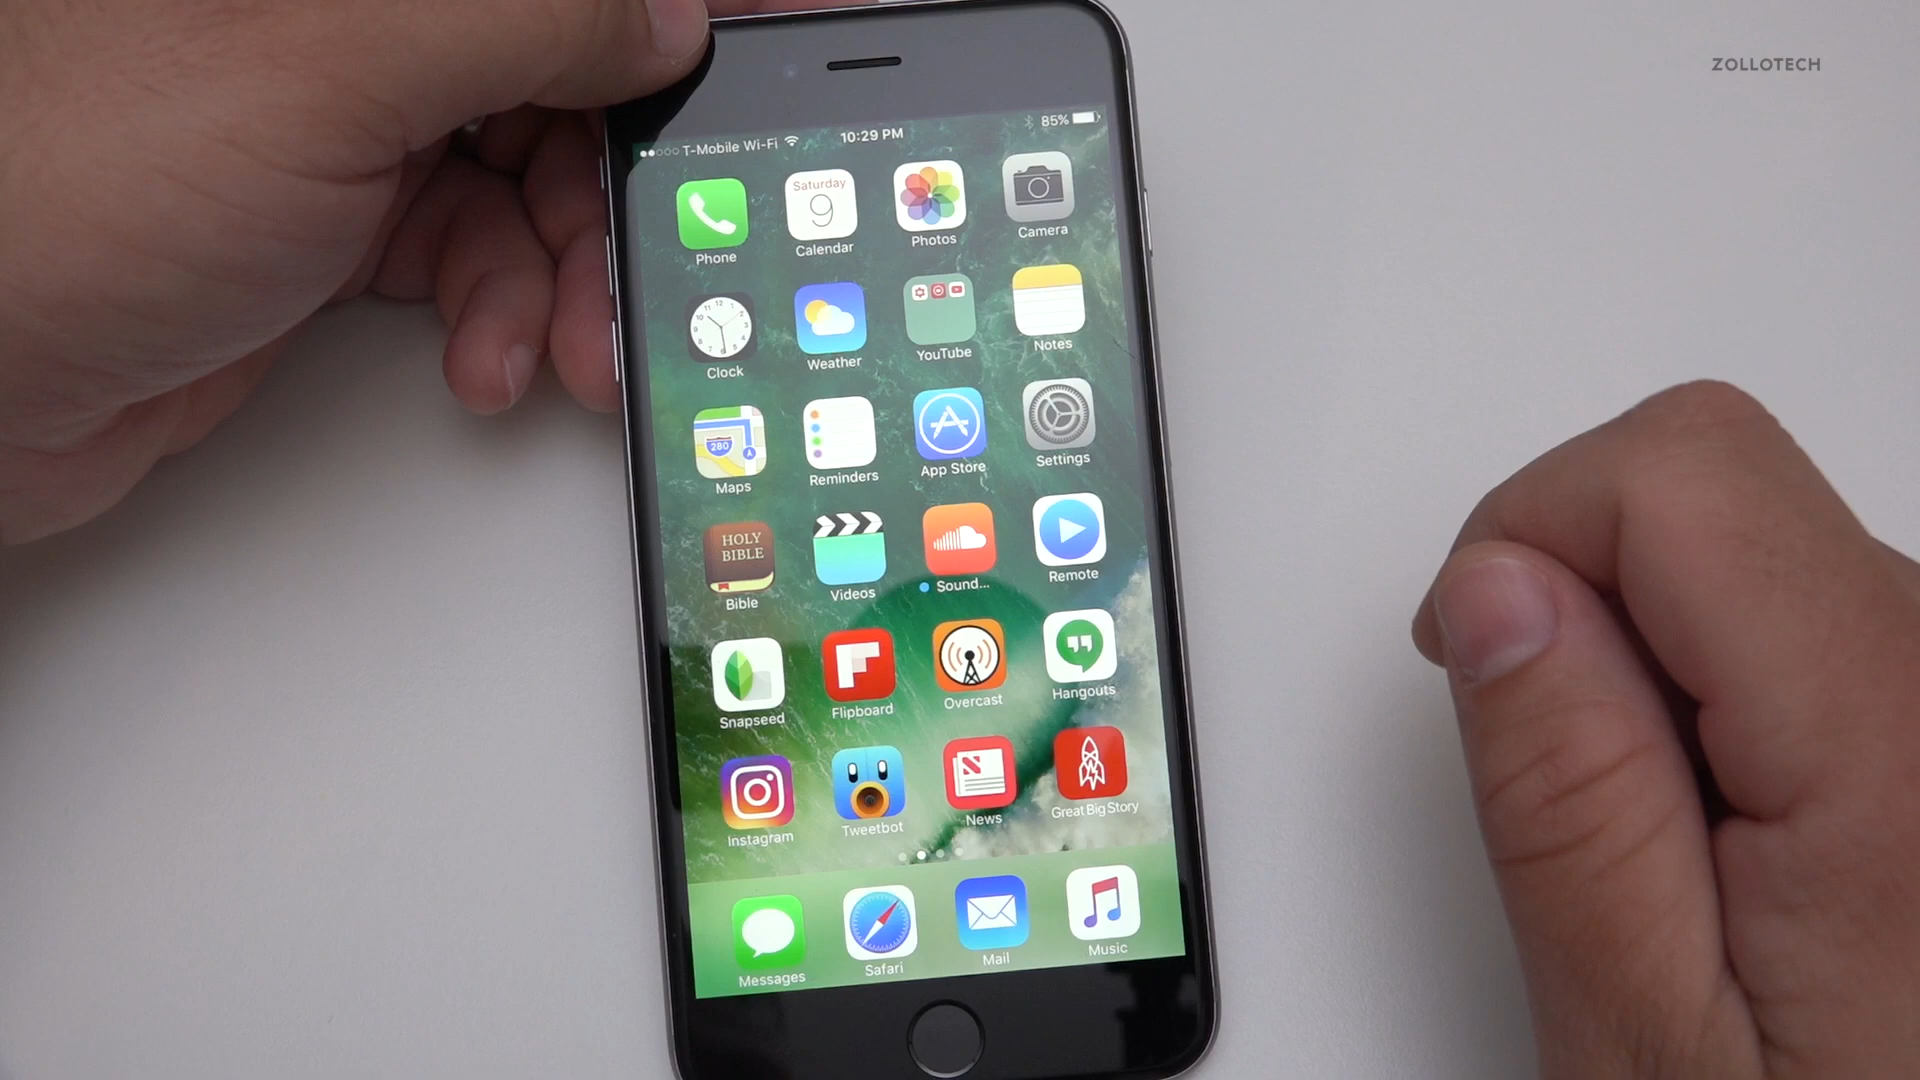 ZOLLOTECH
T-Mobile Wi-Fi 10:29 PM 85%
Saturday
9
Phone Calendar Photos Camera
Clock Weather YouTube Notes
280
Maps Reminders App Store Settings
HOLY
BIBLE
Bible Videos Sound... Remote
Snapseed Flipboard Overcast Hangouts
Instagram Tweetbot News Great Big Story
Messages Safari Mail Music